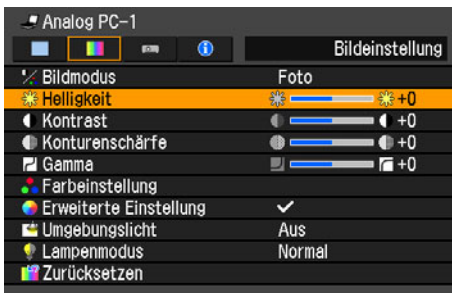 Analog PC-1
Bildeinstellung
Bildmodus Foto
Helligkeit +0
Kontrast +0
Konturenschärfe +0
Gamma +0
Farbeinstellung
Erweiterte Einstellung ✓
Umgebungslicht Aus
Lampenmodus Normal
Zurücksetzen